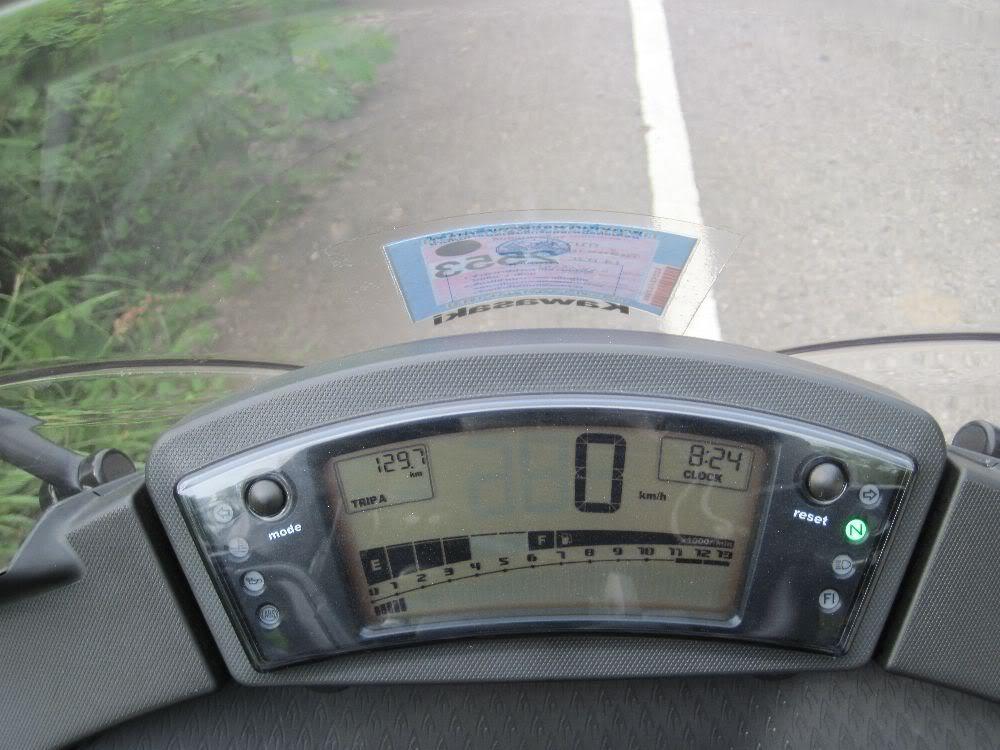 2553
Kawasaki
129.7
km
TRIP A
0
km/h
8:24
CLOCK
mode
reset
N
E
F
x1000r/min
0 1 2 3 4 5 6 7 8 9 10 11 12 13
ABS
FI